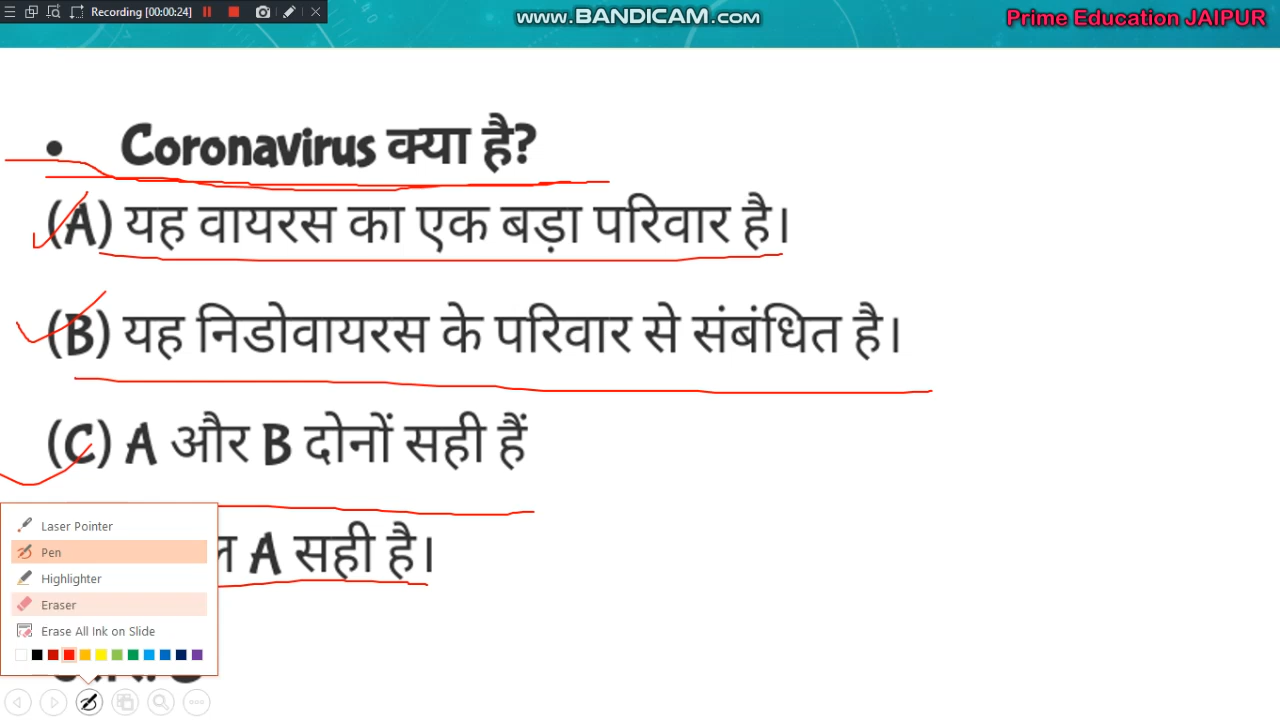 Recording [00:00:24]
www.BANDICAM.com
Prime Education JAIPUR
• Coronavirus क्या है?
(A) यह वायरस का एक बड़ा परिवार है।
(B) यह निडोवायरस के परिवार से संबंधित है।
(C) A और B दोनों सही हैं
A सही है।
Laser Pointer
Pen
Highlighter
Eraser
Erase All Ink on Slide